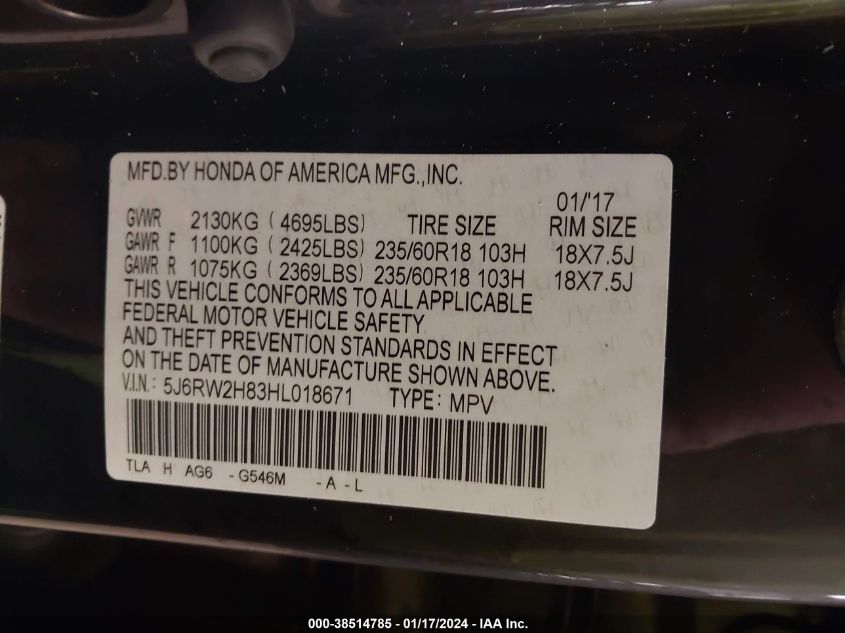 MFD.BY HONDA OF AMERICA MFG.,INC.
01/'17
GVWR 2130KG ( 4695LBS) TIRE SIZE RIM SIZE
GAWR F 1100KG ( 2425LBS) 235/60R18 103H 18X7.5J
GAWR R 1075KG ( 2369LBS) 235/60R18 103H 18X7.5J
THIS VEHICLE CONFORMS TO ALL APPLICABLE
FEDERAL MOTOR VEHICLE SAFETY
AND THEFT PREVENTION STANDARDS IN EFFECT
ON THE DATE OF MANUFACTURE SHOWN ABOVE.
V.I.N.: 5J6RW2H83HL018671 TYPE: MPV
TLA H AG6 - G546M - A - L
000-38514785 - 01/17/2024 - IAA Inc.